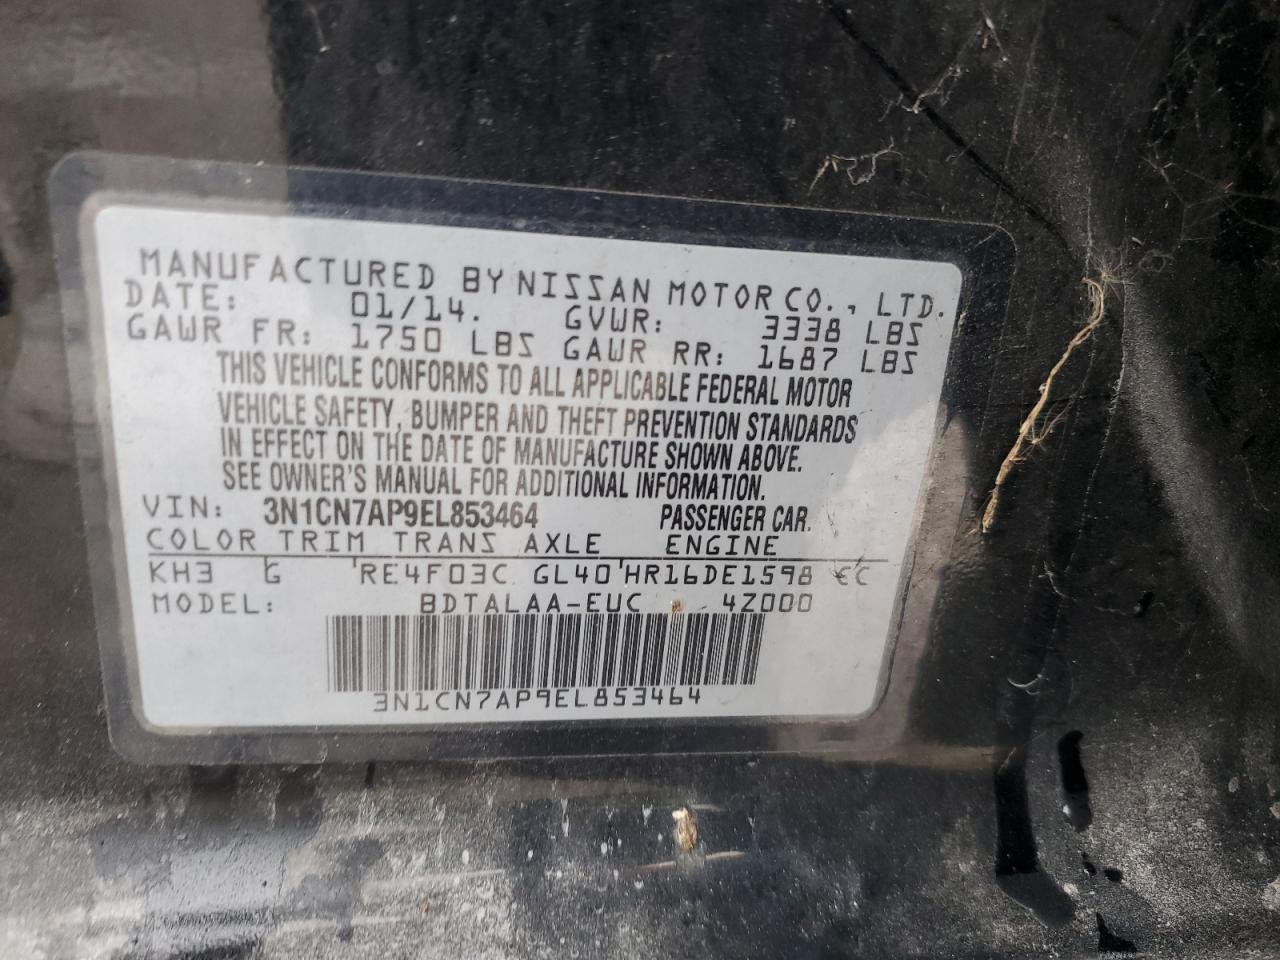 MANUFACTURED BY NISSAN MOTOR CO., LTD.
DATE: 01/14. GVWR: 3338 LBS
GAWR FR: 1750 LBS GAWR RR: 1687 LBS
THIS VEHICLE CONFORMS TO ALL APPLICABLE FEDERAL MOTOR
VEHICLE SAFETY, BUMPER AND THEFT PREVENTION STANDARDS
IN EFFECT ON THE DATE OF MANUFACTURE SHOWN ABOVE.
SEE OWNER'S MANUAL FOR ADDITIONAL INFORMATION.
VIN: 3N1CN7AP9EL853464 PASSENGER CAR.
COLOR TRIM TRANS AXLE ENGINE
KH3 G RE4F03C GL40 HR16DE1598 CC
MODEL: BDTALAA-EUC 4Z000
3N1CN7AP9EL853464